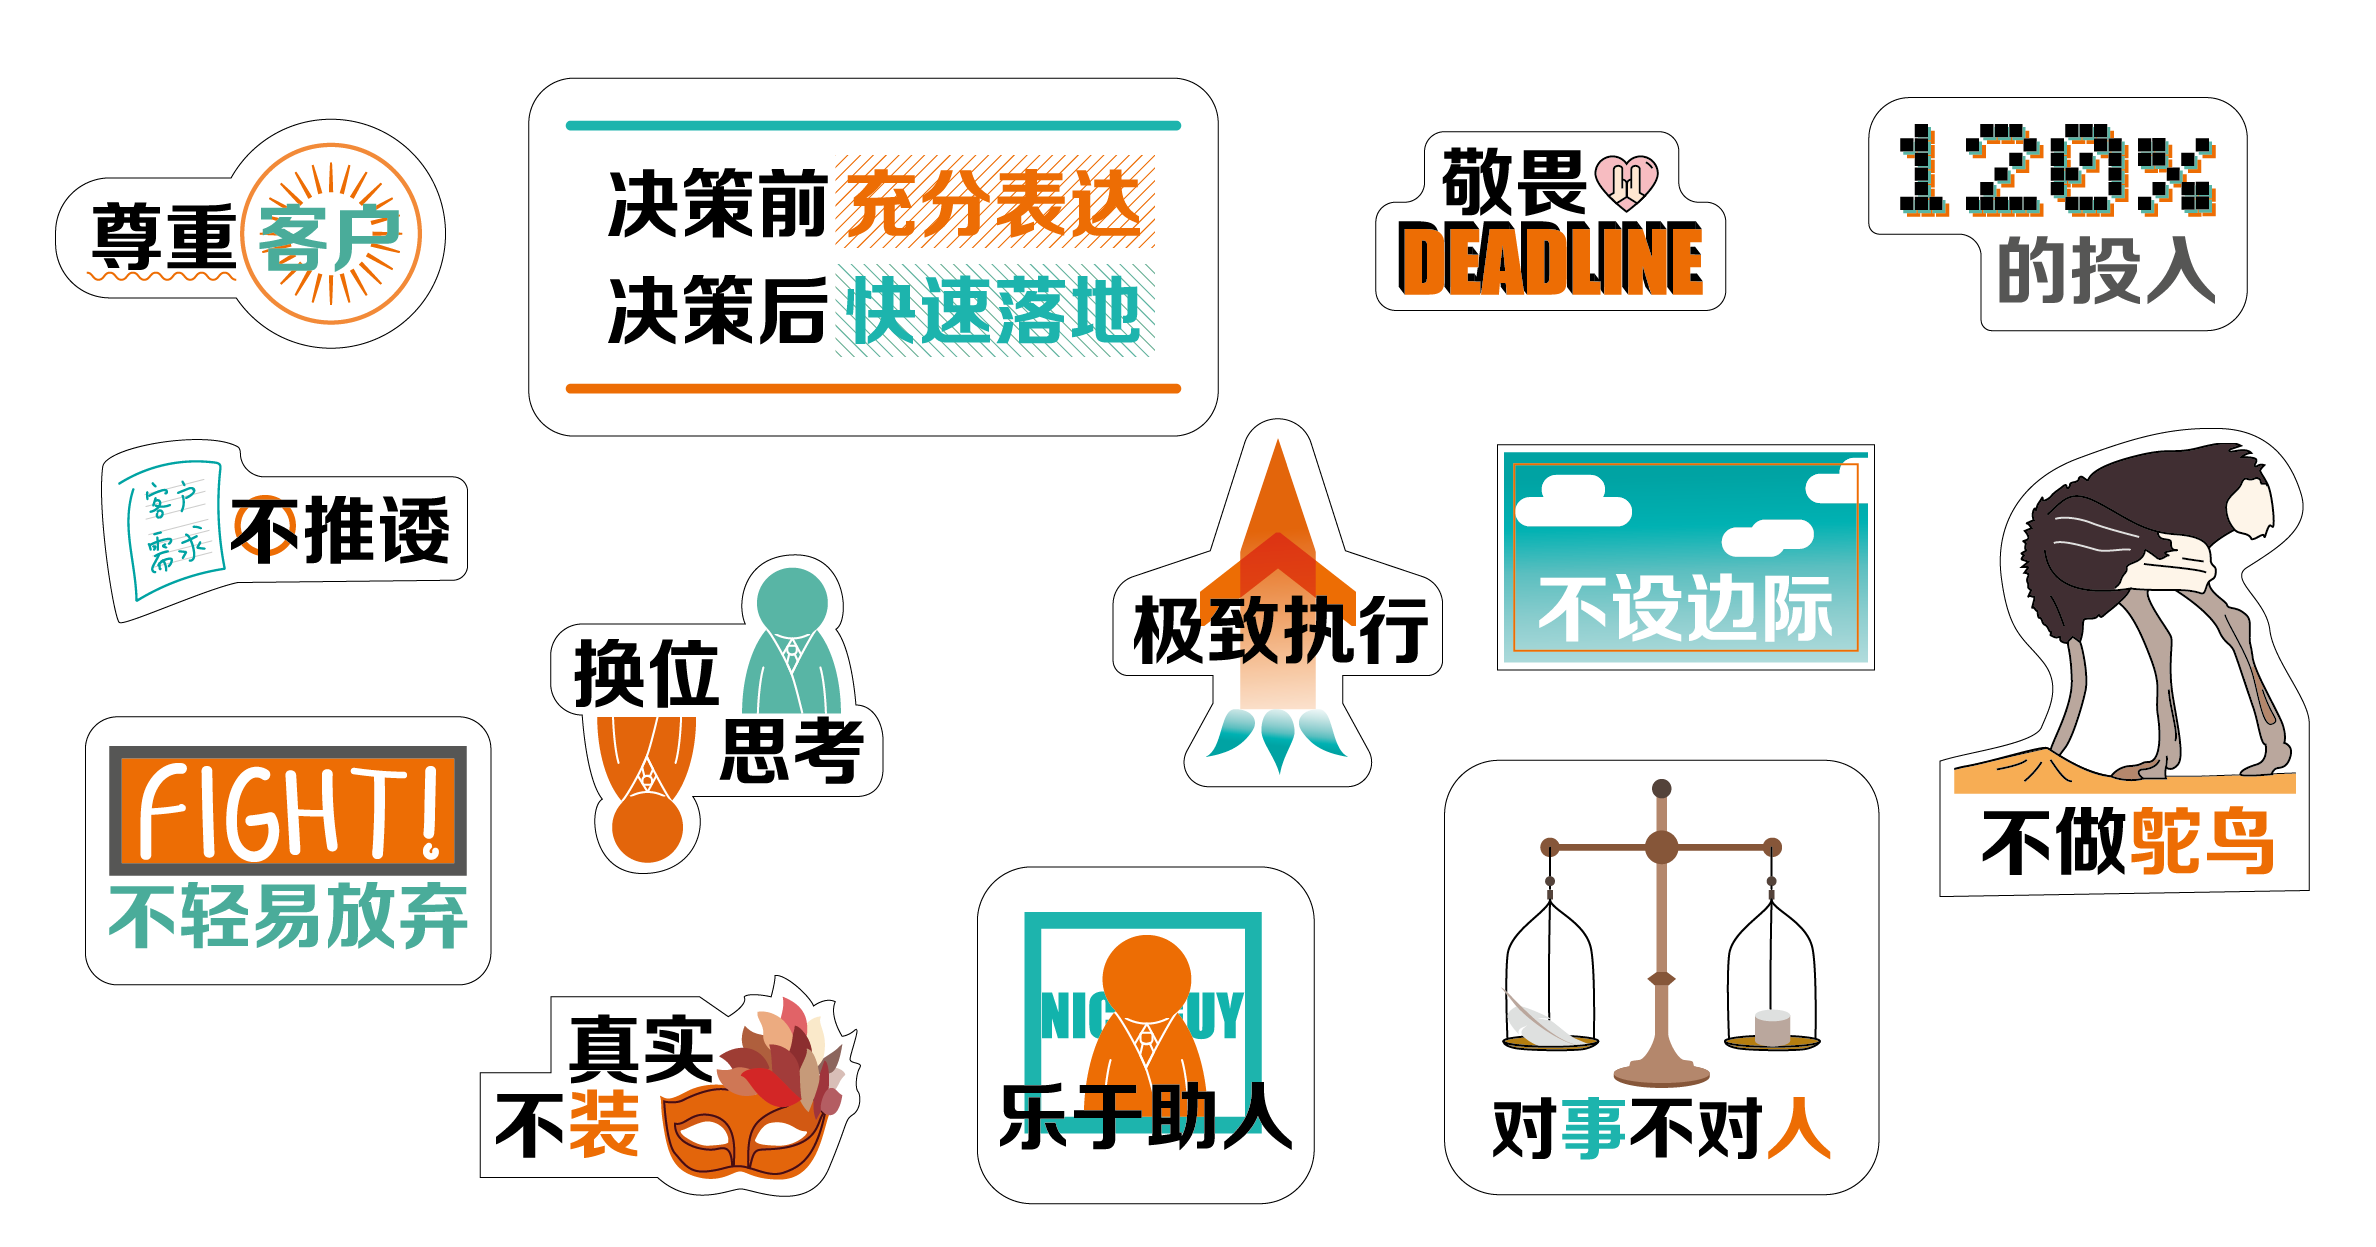 尊重客户
决策前充分表达
决策后快速落地
敬畏
DEADLINE
120%
的投入
客户
需求
不推诿
换位
思考
极致执行
不设边际
不做鸵鸟
FIGHT!
不轻易放弃
真实
不装
NIC UY
乐于助人
对事不对人